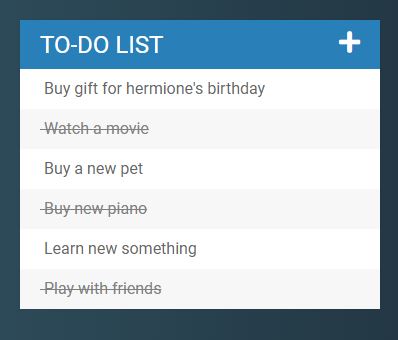 TO-DO LIST
Buy gift for hermione's birthday
Watch a movie
Buy a new pet
Buy new piano
Learn new something
Play with friends